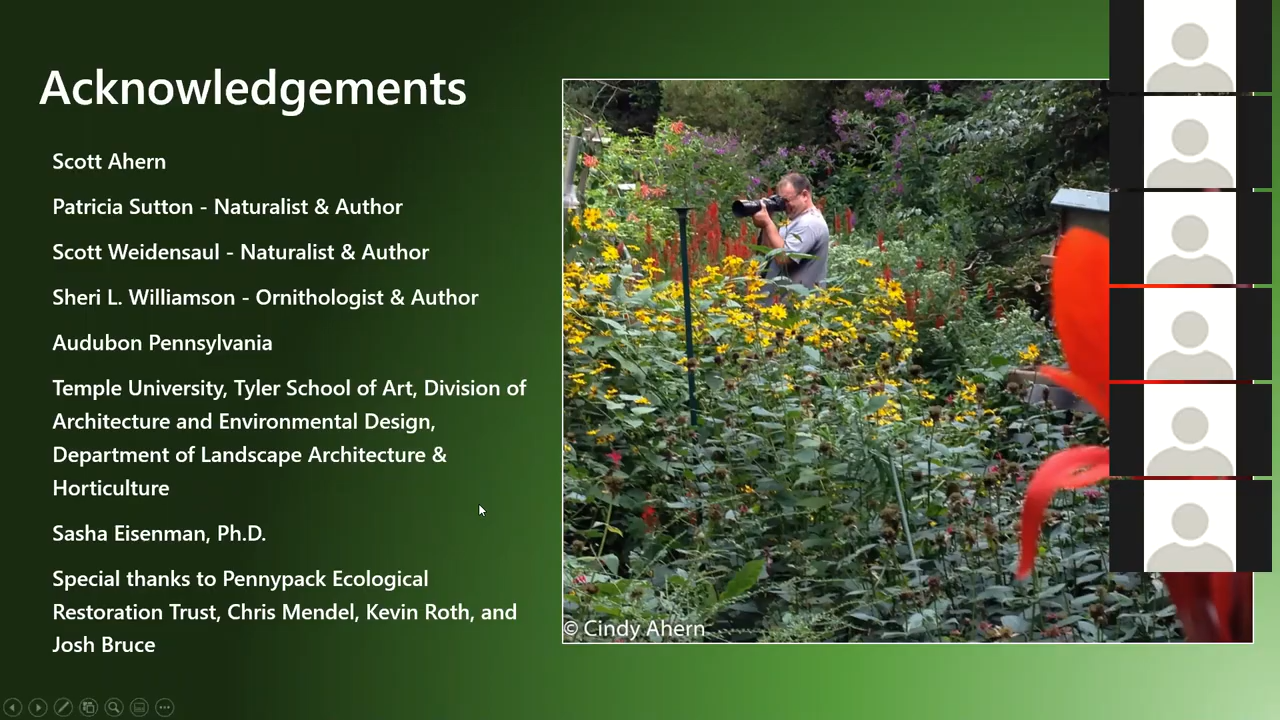 Acknowledgements
Scott Ahern
Patricia Sutton - Naturalist & Author
Scott Weidensaul - Naturalist & Author
Sheri L. Williamson - Ornithologist & Author
Audubon Pennsylvania
Temple University, Tyler School of Art, Division of
Architecture and Environmental Design,
Department of Landscape Architecture &
Horticulture
Sasha Eisenman, Ph.D.
Special thanks to Pennypack Ecological
Restoration Trust, Chris Mendel, Kevin Roth, and
Josh Bruce
© Cindy Ahern